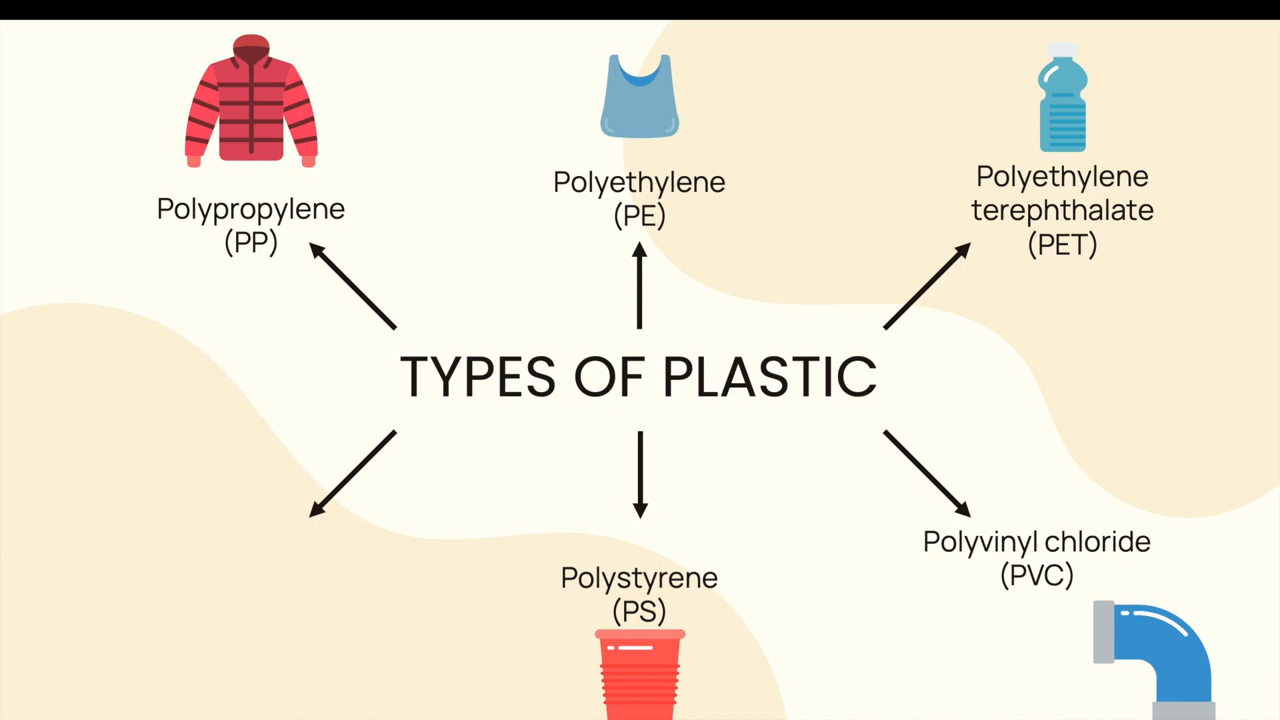 Polypropylene
(PP)
Polyethylene
(PE)
Polyethylene
terephthalate
(PET)
TYPES OF PLASTIC
Polystyrene
(PS)
Polyvinyl chloride
(PVC)